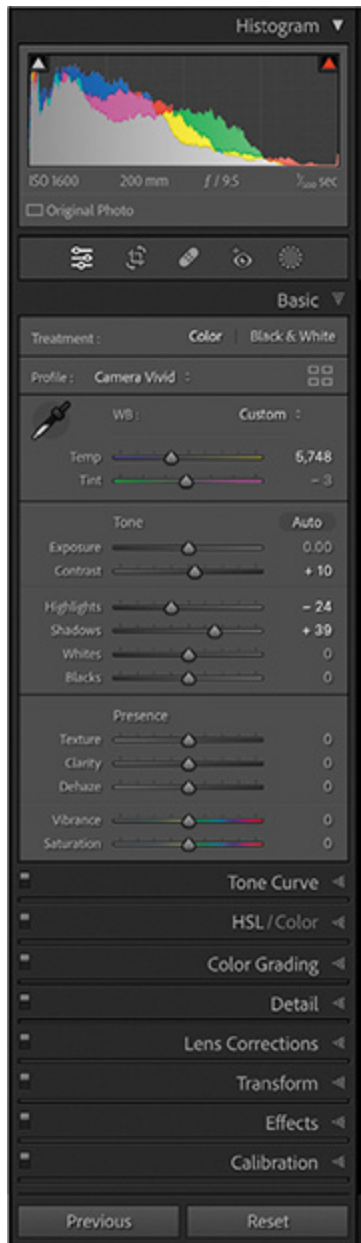 Histogram
ISO 1600 200 mm ƒ / 9.5 sec
Original Photo
Basic
Treatment : Color Black & White
Profile : Camera Vivid
WB : Custom
Temp 5,748
Tint - 3
Tone Auto
Exposure 0.00
Contrast + 10
Highlights - 24
Shadows + 39
Whites 0
Blacks 0
Presence
Texture 0
Clarity 0
Dehaze 0
Vibrance 0
Saturation 0
Tone Curve
HSL / Color
Color Grading
Detail
Lens Corrections
Transform
Effects
Calibration
Previous Reset